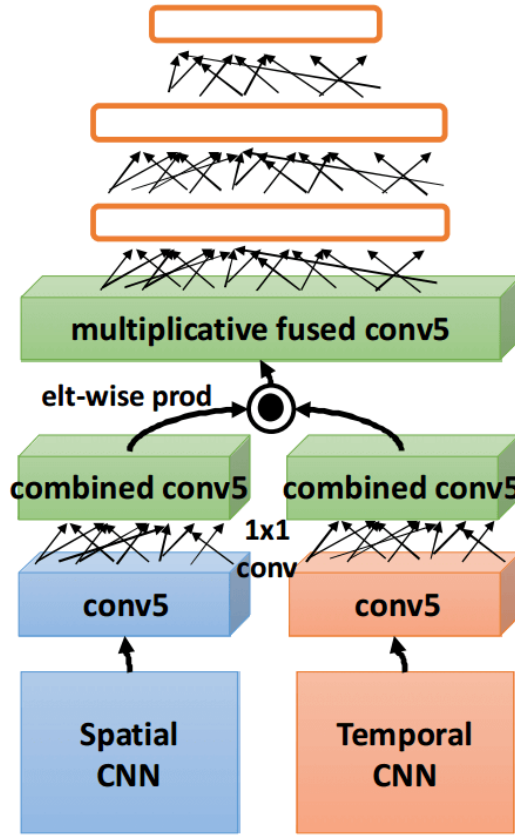 multiplicative fused conv5
elt-wise prod
combined conv5
combined conv5
1x1
conv
conv5
conv5
Spatial
CNN
Temporal
CNN